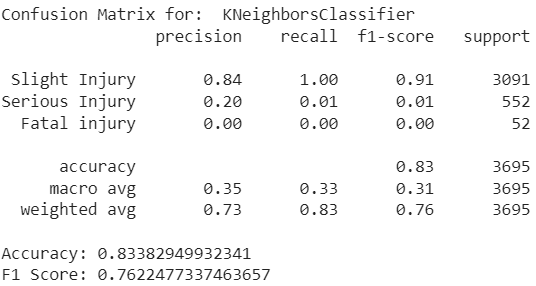 Confusion Matrix for:  KNeighborsClassifier
precision    recall  f1-score   support
Slight Injury       0.84      1.00      0.91      3091
Serious Injury       0.20      0.01      0.01       552
Fatal injury       0.00      0.00      0.00        52
accuracy                           0.83      3695
macro avg       0.35      0.33      0.31      3695
weighted avg       0.73      0.83      0.76      3695
Accuracy: 0.83382949932341
F1 Score: 0.7622477337463657